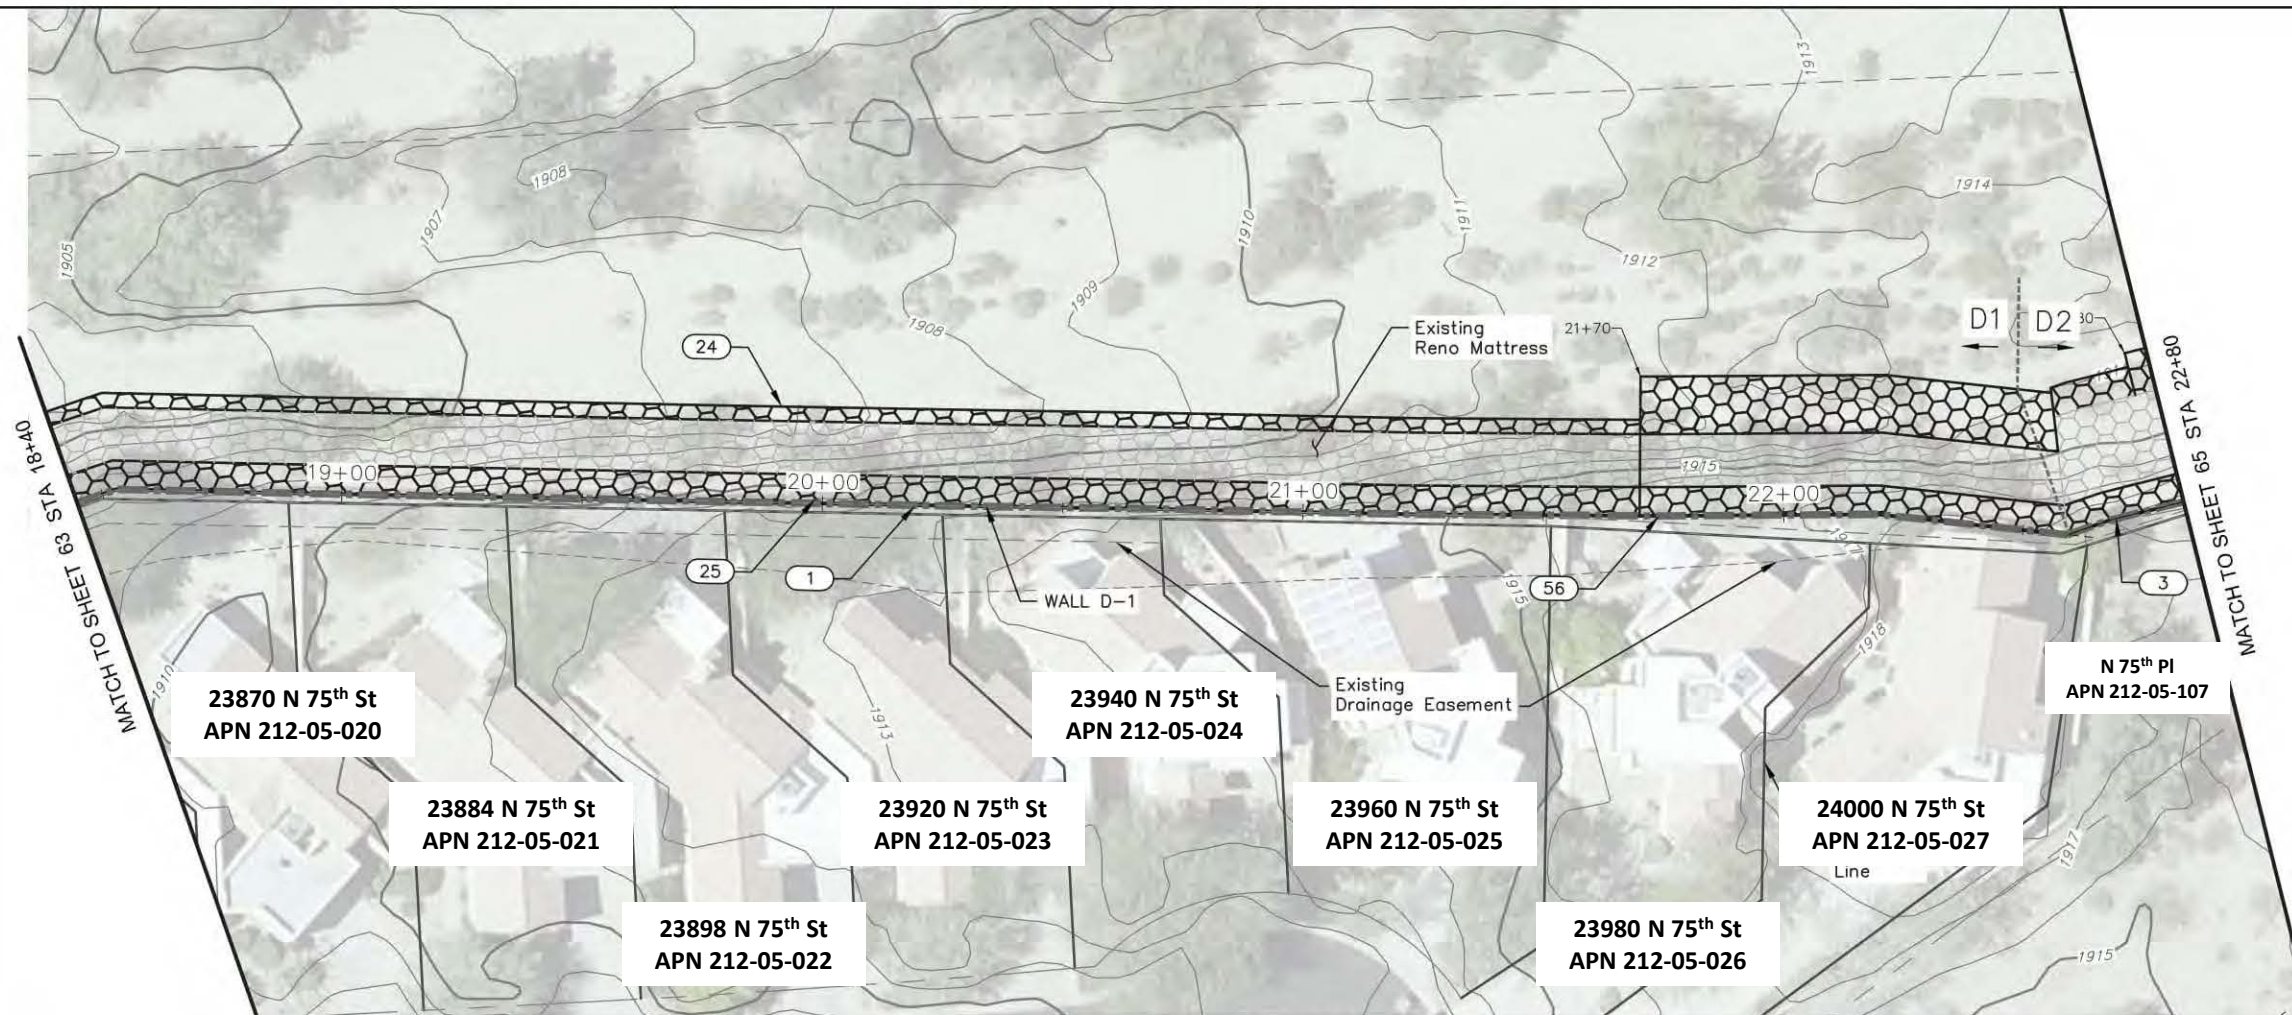 1913
1908
1914
1907
1911
1910
1905
1912
1909
1908
D1
D2
Existing
Reno Mattress
21+70
24
MATCH TO SHEET 63 STA 18+40
MATCH TO SHEET 65 STA 22+80
19+00
20+00
21+00
22+00
1915
25
1
WALL D-1
56
3
1915
1918
1910
1913
Existing
Drainage Easement
23870 N 75th St
APN 212-05-020
23940 N 75th St
APN 212-05-024
N 75th Pl
APN 212-05-107
23884 N 75th St
APN 212-05-021
23920 N 75th St
APN 212-05-023
23960 N 75th St
APN 212-05-025
24000 N 75th St
APN 212-05-027
Line
1917
23898 N 75th St
APN 212-05-022
23980 N 75th St
APN 212-05-026
1915